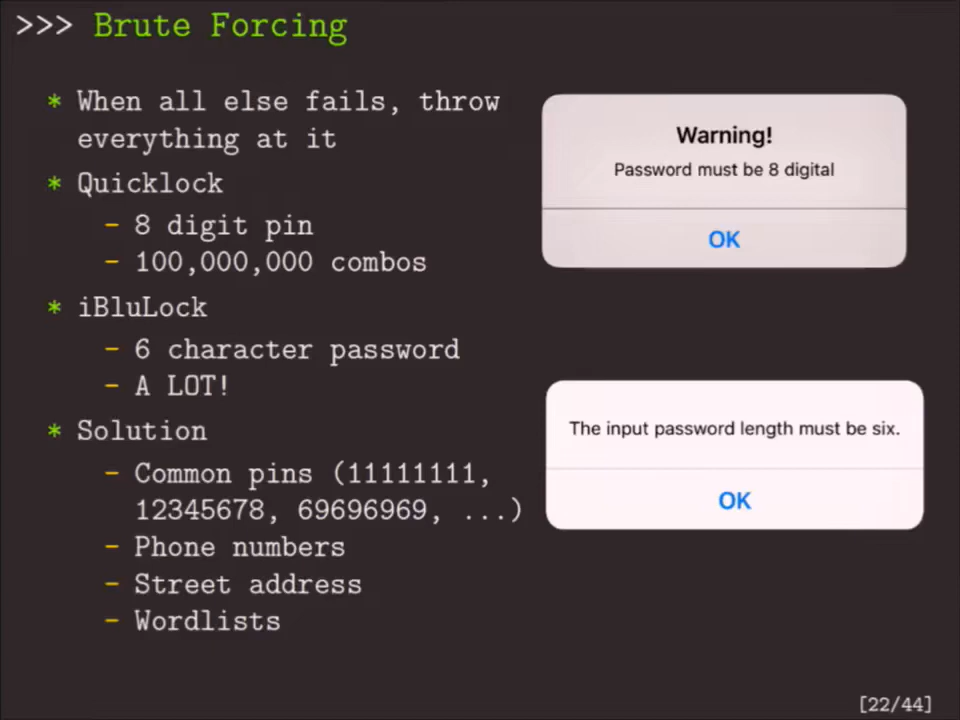 >>> Brute Forcing
* When all else fails, throw
everything at it
* Quicklock
- 8 digit pin
- 100,000,000 combos
* iBluLock
- 6 character password
- A LOT!
* Solution
- Common pins (11111111,
12345678, 69696969, ...)
- Phone numbers
- Street address
- Wordlists
Warning!
Password must be 8 digital
OK
The input password length must be six.
OK
[22/44]